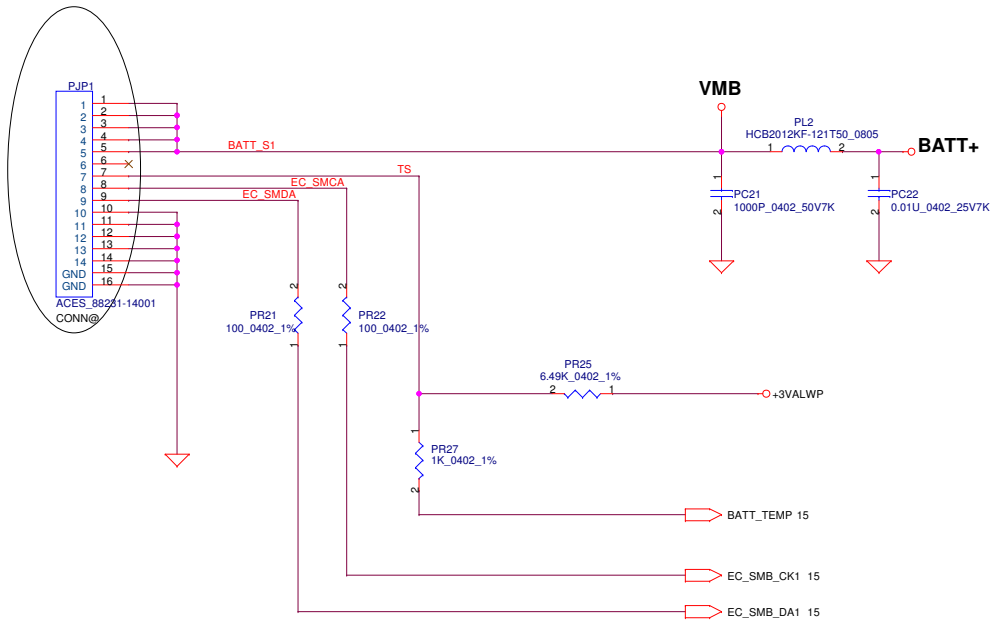 PJP1
1 1
2 2
3 3
4 4
5 5
6 6
7 7
8 8
9 9
10 10
11 11
12 12
13 13
14 14
GND 15
GND 16
ACES_88231-14001
CONN@
BATT_S1
TS
EC_SMCA
EC_SMDA
VMB
PL2
HCB2012KF-121T50_0805
1 2
BATT+
1
PC21
1000P_0402_50V7K
2
1
PC22
0.01U_0402_25V7K
2
2
PR21
100_0402_1%
1
2
PR22
100_0402_1%
1
PR25
6.49K_0402_1%
2 1
+3VALWP
1
PR27
1K_0402_1%
2
BATT_TEMP 15
EC_SMB_CK1 15
EC_SMB_DA1 15